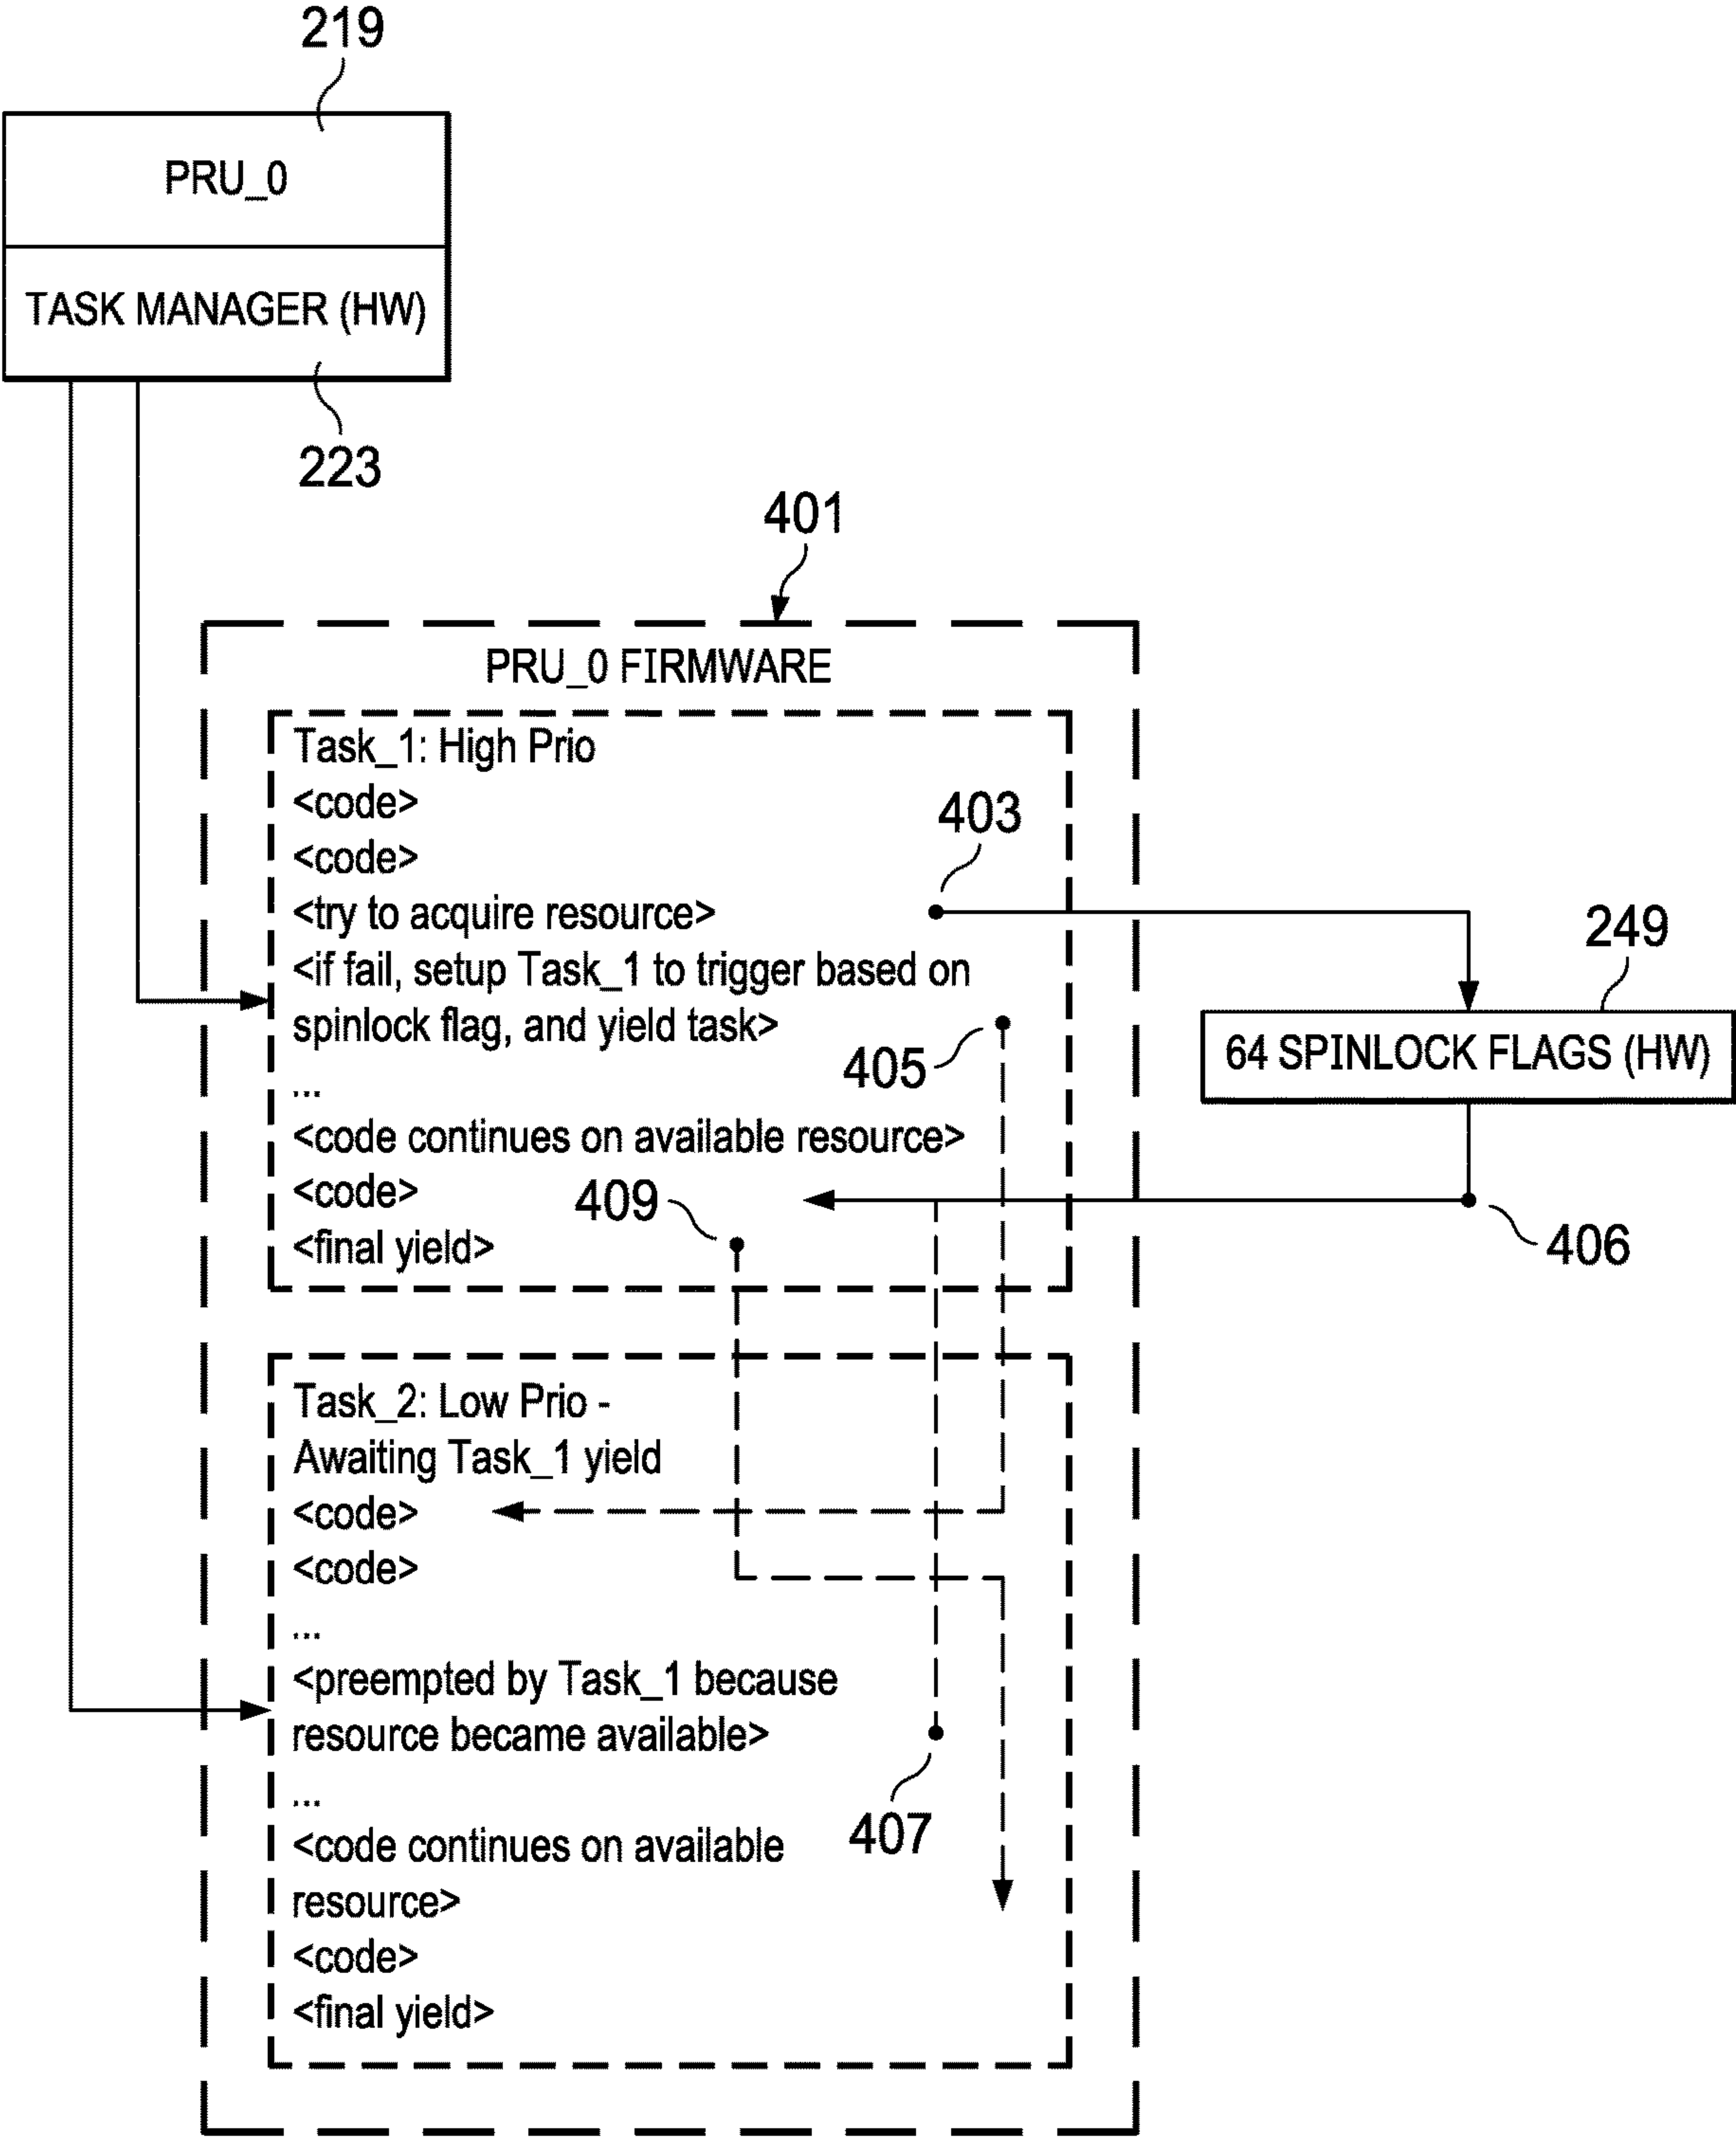 219
PRU_0
TASK MANAGER (HW)
223
401
PRU_0 FIRMWARE
Task_1: High Prio
<code>
<code>
403
<try to acquire resource>
<if fail, setup Task_1 to trigger based on
spinlock flag, and yield task>
405
249
64 SPINLOCK FLAGS (HW)
...
<code continues on available resource>
<code>
409
406
<final yield>
Task_2: Low Prio -
Awaiting Task_1 yield
<code>
<code>
...
<preempted by Task_1 because
resource became available>
...
407
<code continues on available
resource>
<code>
<final yield>